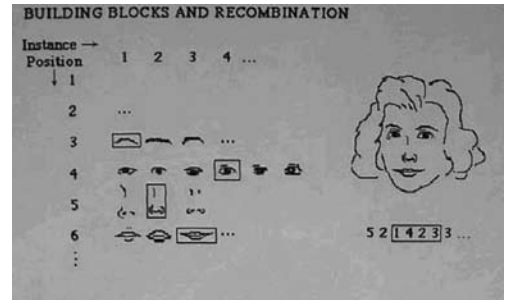 BUILDING BLOCKS AND RECOMBINATION
Instance →
Position 1 2 3 4 ...
↓ 1
2 ...
3 ...
4
5
6 ...
⋮
5 2 1 4 2 3 3 ...